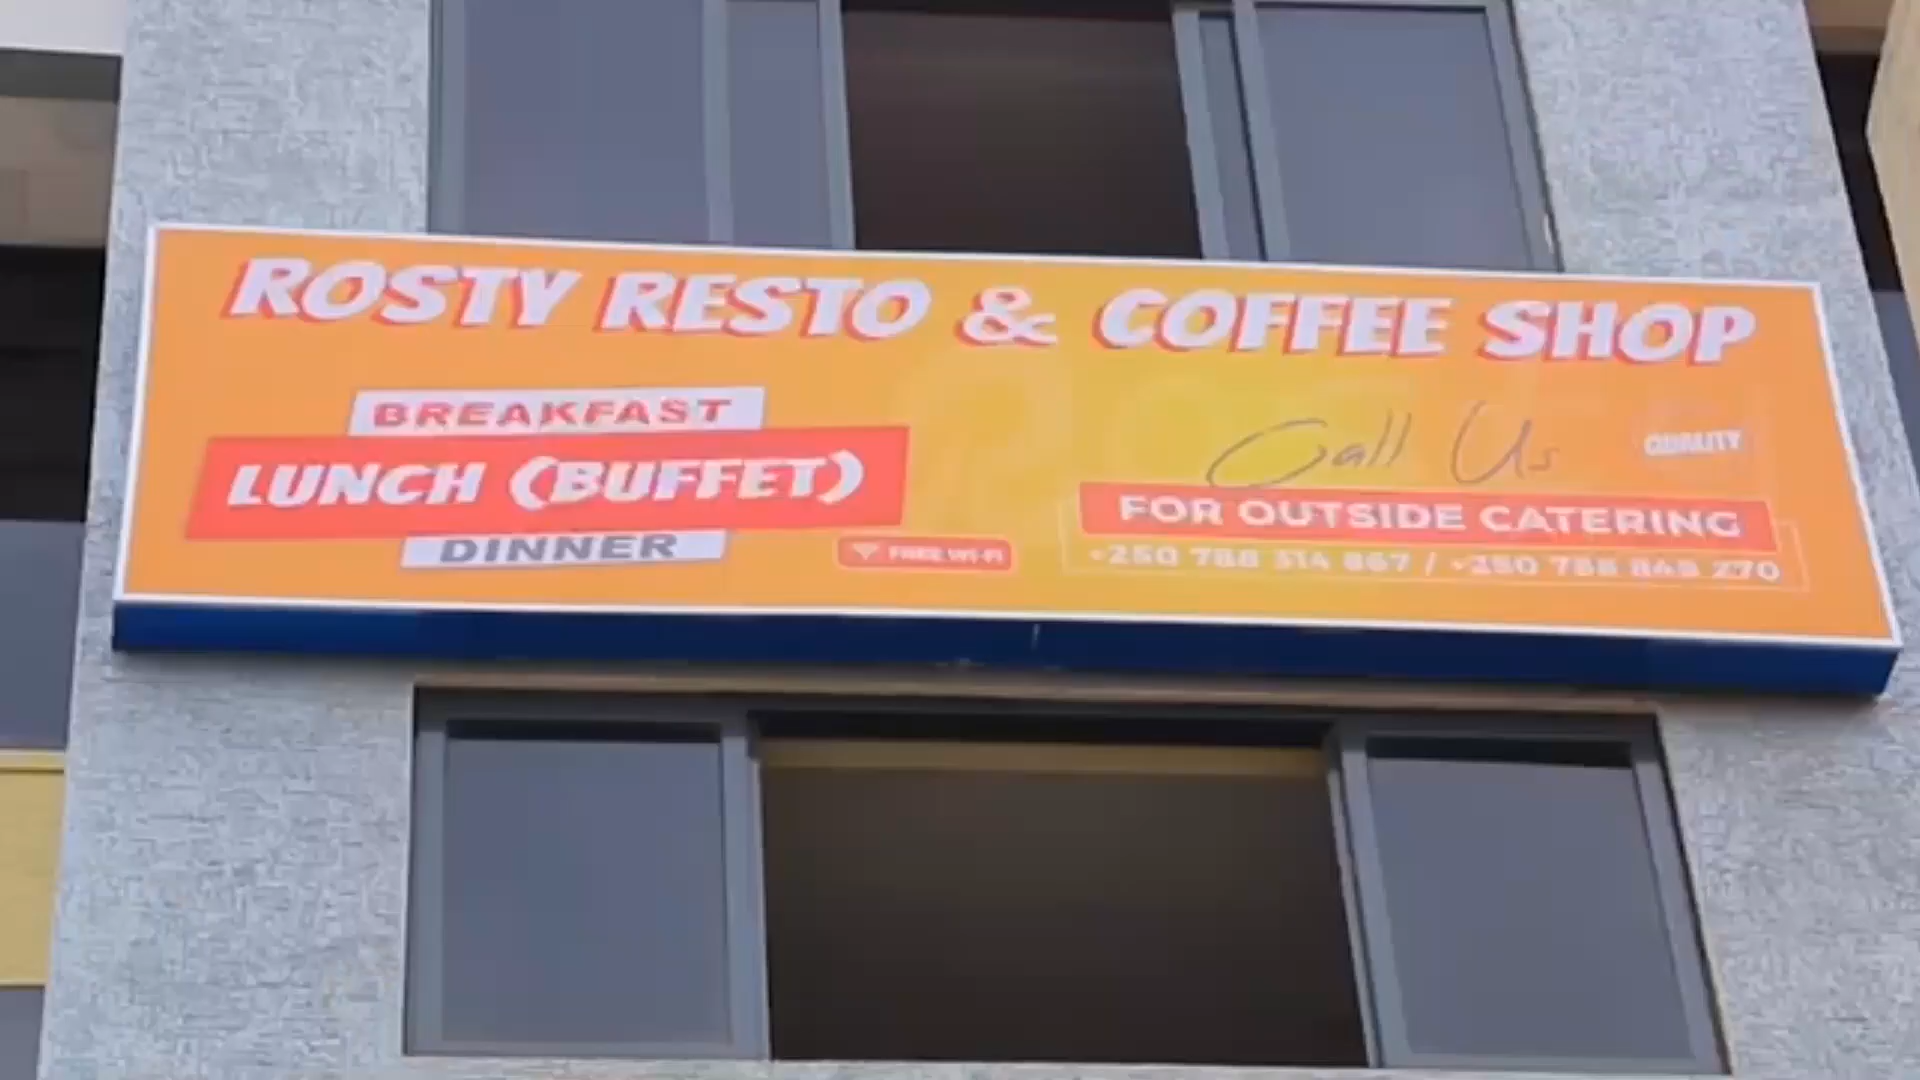 ROSTY RESTO & COFFEE SHOP
BREAKFAST
LUNCH (BUFFET)
DINNER
FREE WI-FI
Call Us
QUALITY
FOR OUTSIDE CATERING
+250 788 314 867 / +250 788 848 270